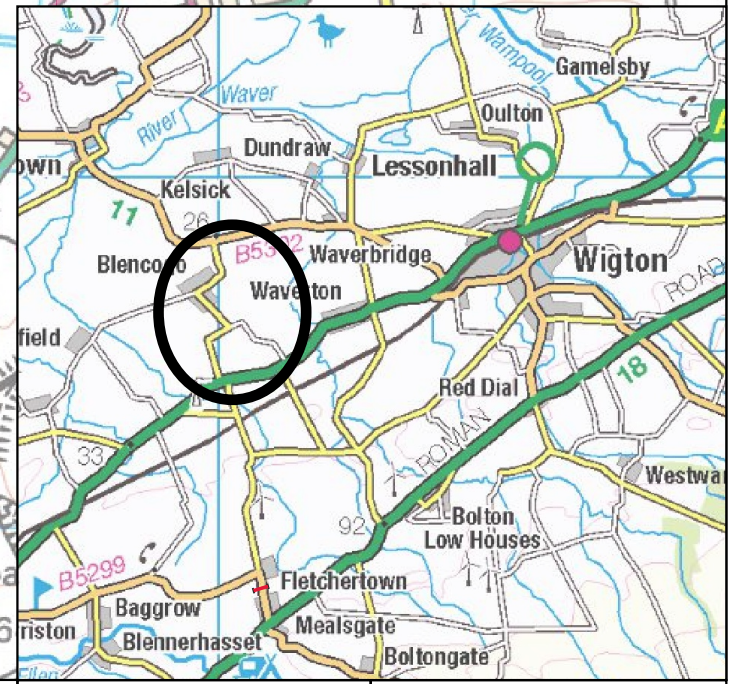 Wampool
Gamelsby
River
Waver
Oulton
A
own
Dundraw
Lessonhall
Kelsick
11
26
B5302
Waverbridge
Wigton
Waverton
ROAD
field
18
Red Dial
ROMAN
33
Westwa
92
Bolton
Low Houses
B5299
Fletchertown
Baggrow
Mealsgate
riston
Blennerhasset
Boltongate
Ellen